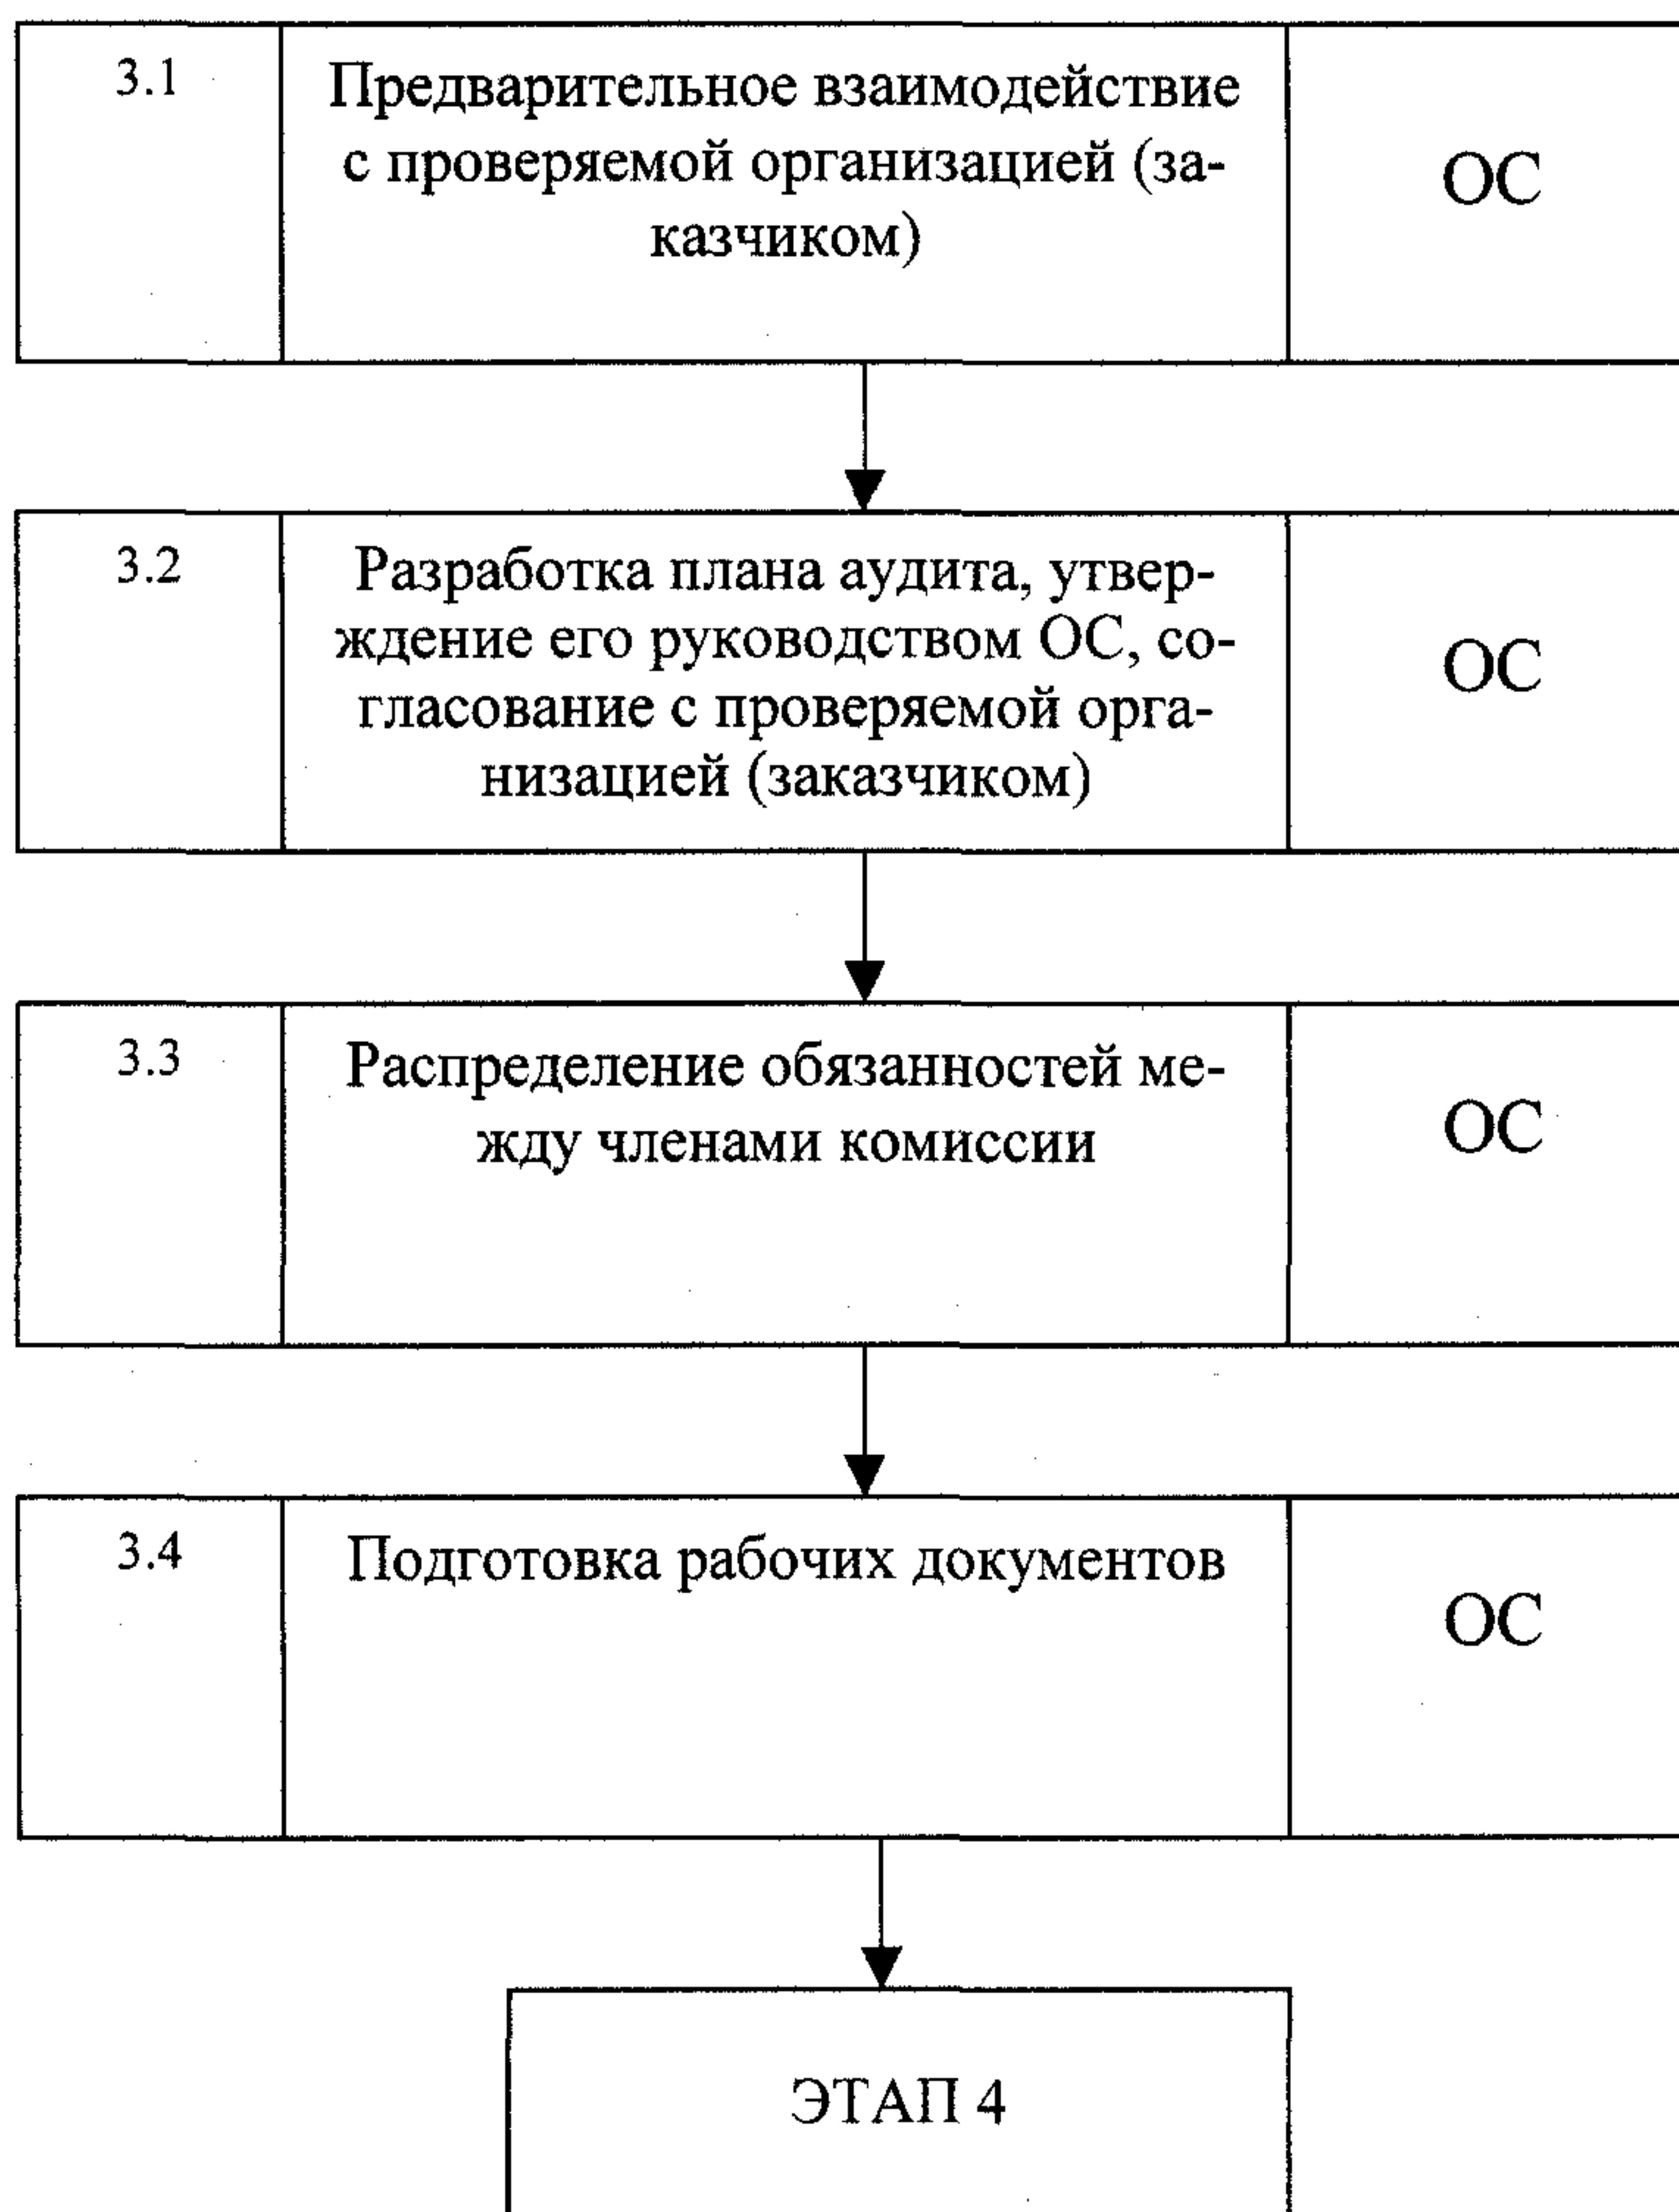 3.1
Предварительное взаимодействие
с проверяемой организацией (за-
казчиком)
ОС
3.2
Разработка плана аудита, утвер-
ждение его руководством ОС, со-
гласование с проверяемой орга-
низацией (заказчиком)
ОС
3.3
Распределение обязанностей ме-
жду членами комиссии
ОС
3.4
Подготовка рабочих документов
ОС
ЭТАП 4